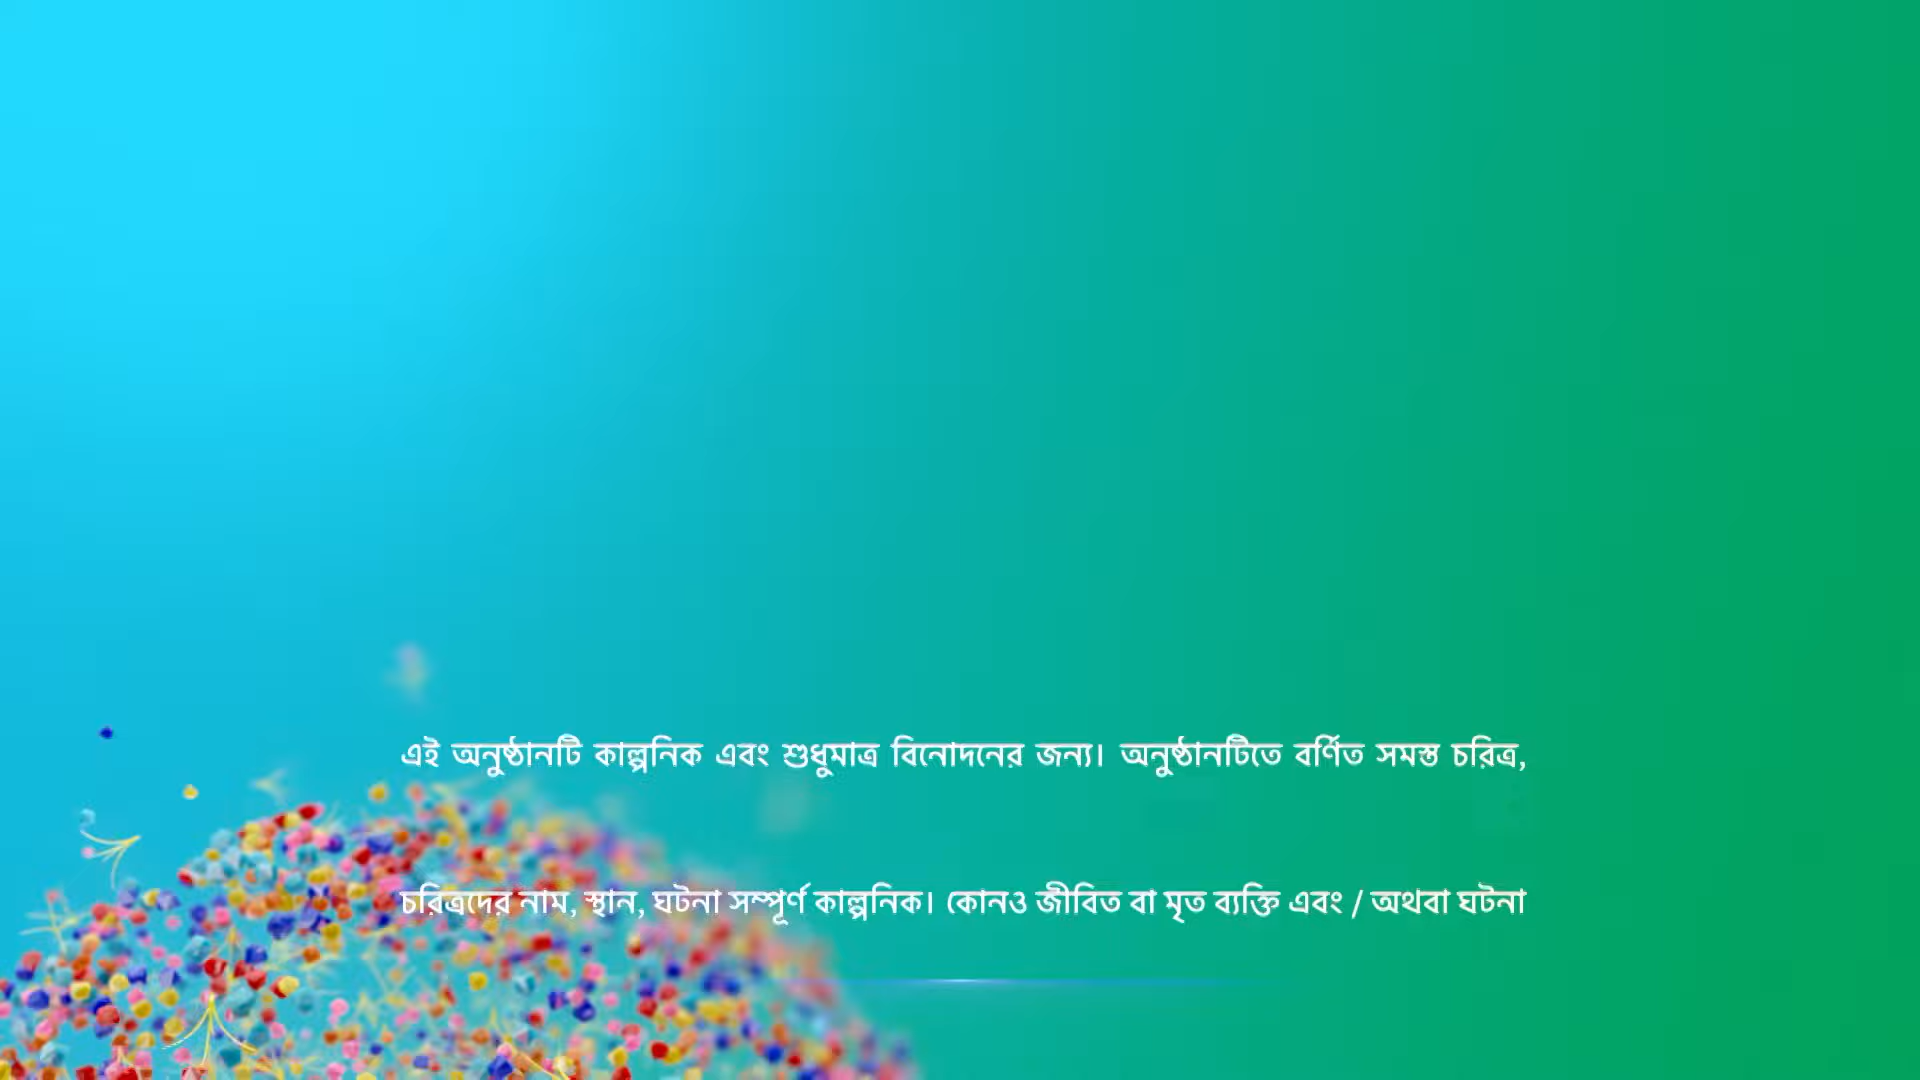 এই অনুষ্ঠানটি কাল্পনিক এবং শুধুমাত্র বিনোদনের জন্য। অনুষ্ঠানটিতে বর্ণিত সমস্ত চরিত্র,
চরিত্রদের নাম, স্থান, ঘটনা সম্পূর্ণ কাল্পনিক। কোনও জীবিত বা মৃত ব্যক্তি এবং / অথবা ঘটনা